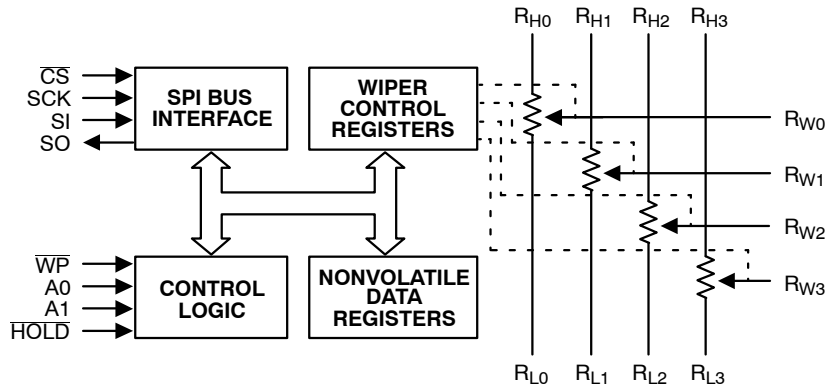 RH0 RH1 RH2 RH3
CS
SCK
SI
SO
SPI BUS
INTERFACE
WIPER
CONTROL
REGISTERS
RW0
RW1
RW2
RW3
WP
A0
A1
HOLD
CONTROL
LOGIC
NONVOLATILE
DATA
REGISTERS
RL0 RL1 RL2 RL3